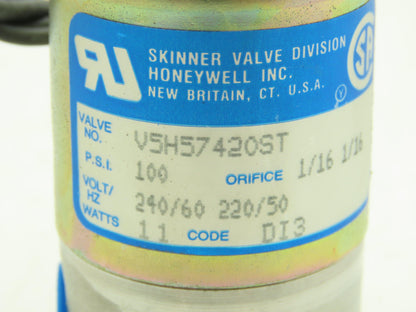 SKINNER VALVE DIVISION
HONEYWELL INC.
NEW BRITAIN, CT. U.S.A.
VALVE NO. V5H57420ST
P.S.I. 100 ORIFICE 1/16 1/16
VOLT/HZ 240/60 220/50
WATTS 11 CODE DI3